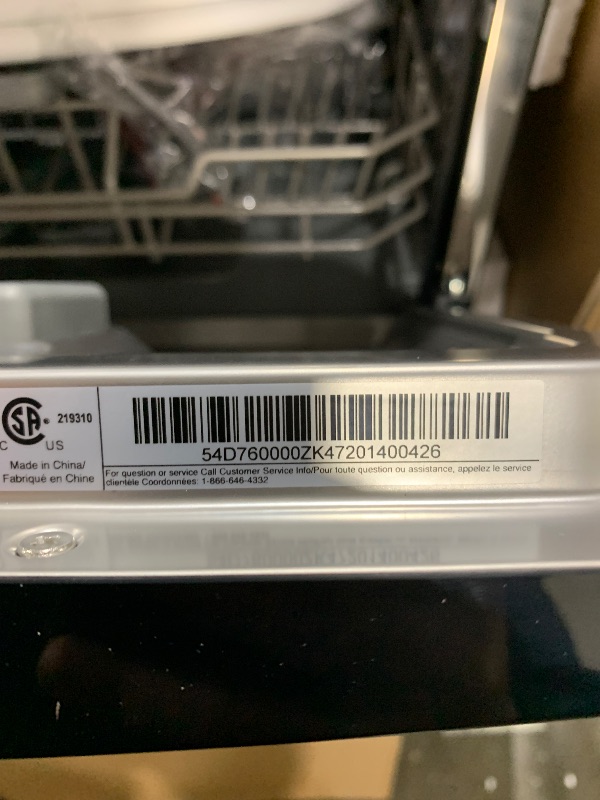 SA
219310
C
US
Made in China/
Fabriqué en Chine
54D760000ZK47201400426
For question or service Call Customer Service Info/Pour toute question ou assistance, appelez le service
clientèle Coordonnées: 1-866-646-4332